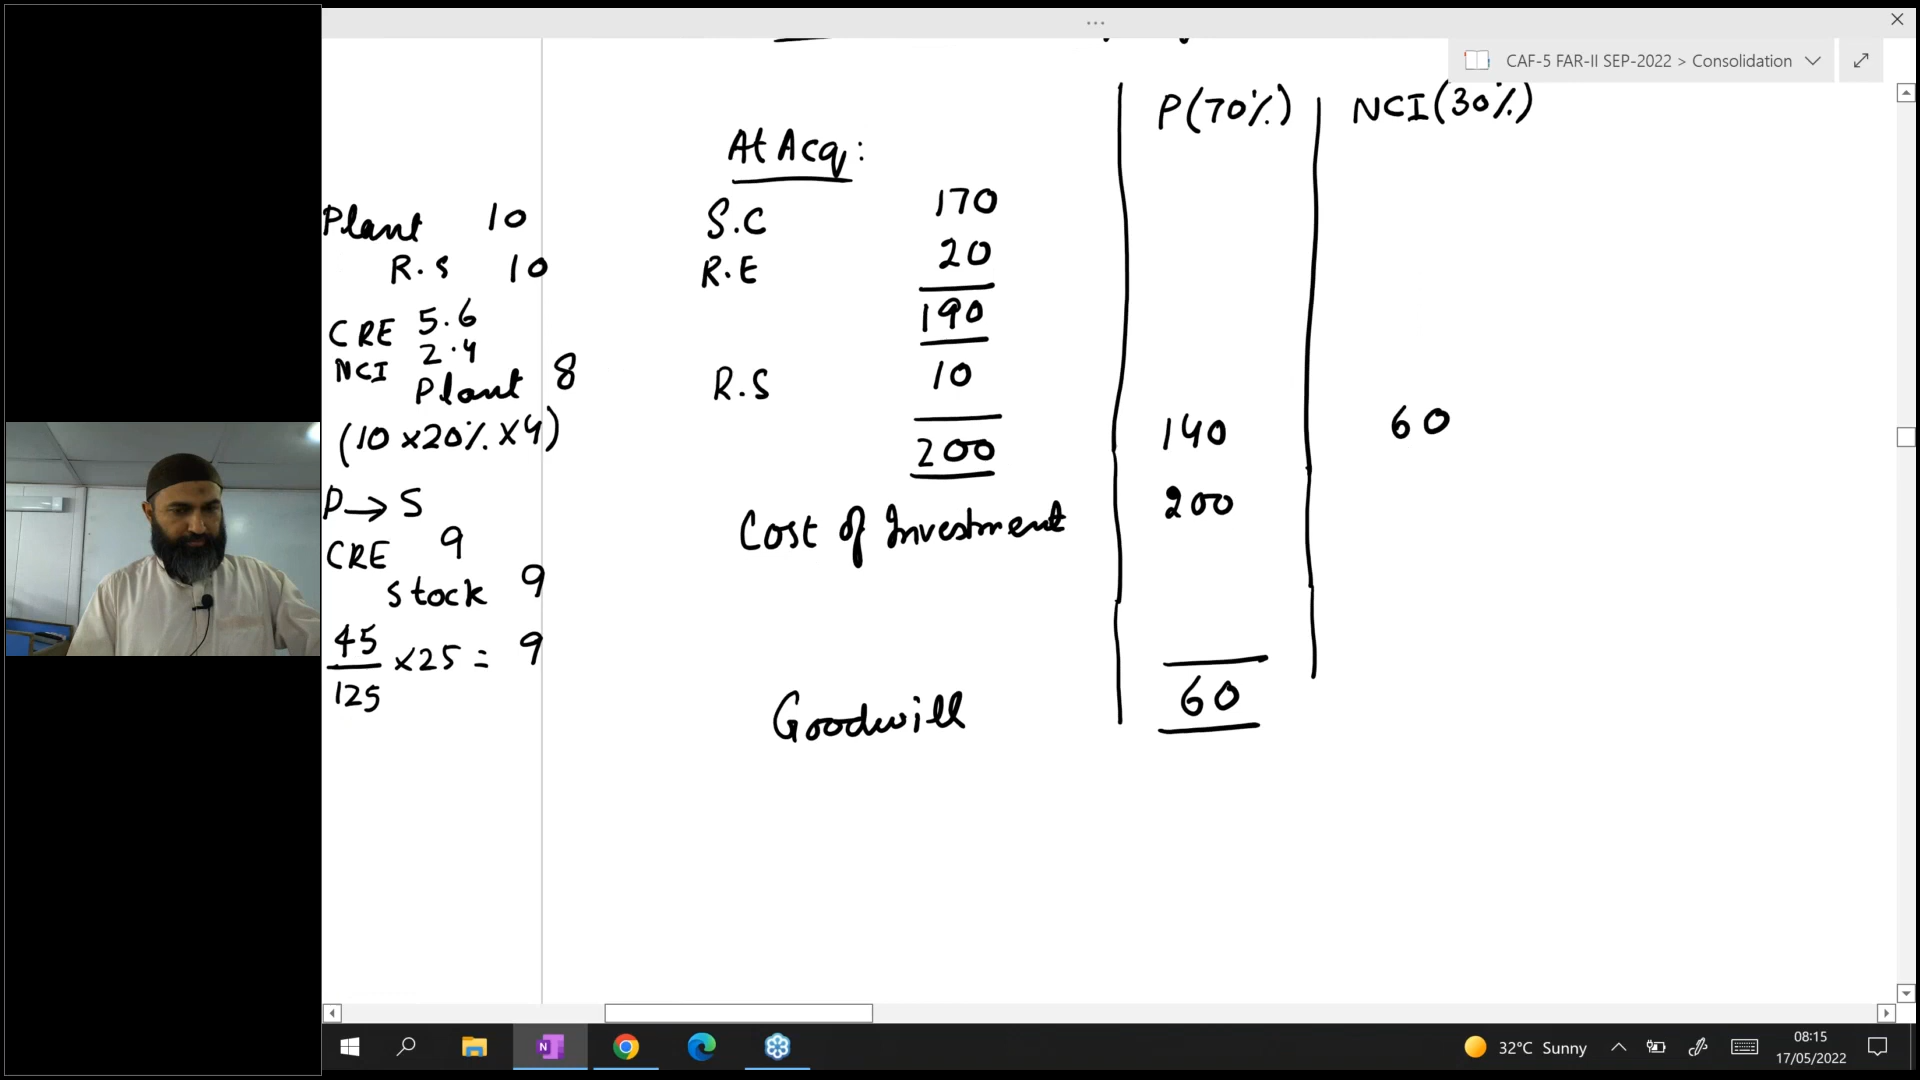 CAF-5 FAR-II SEP-2022 > Consolidation
P(70%) NCI(30%)
At Acq:
S.C 170
R.E 20
190
R.S 10
200 140 60
Cost of Investment 200
Goodwill 60
Plant 10
R.S 10
CRE 5.6
NCI 2.4
Plant 8
(10 x20% x4)
P→S
CRE 9
stock 9
45/125 x25 = 9
32°C Sunny
08:15
17/05/2022